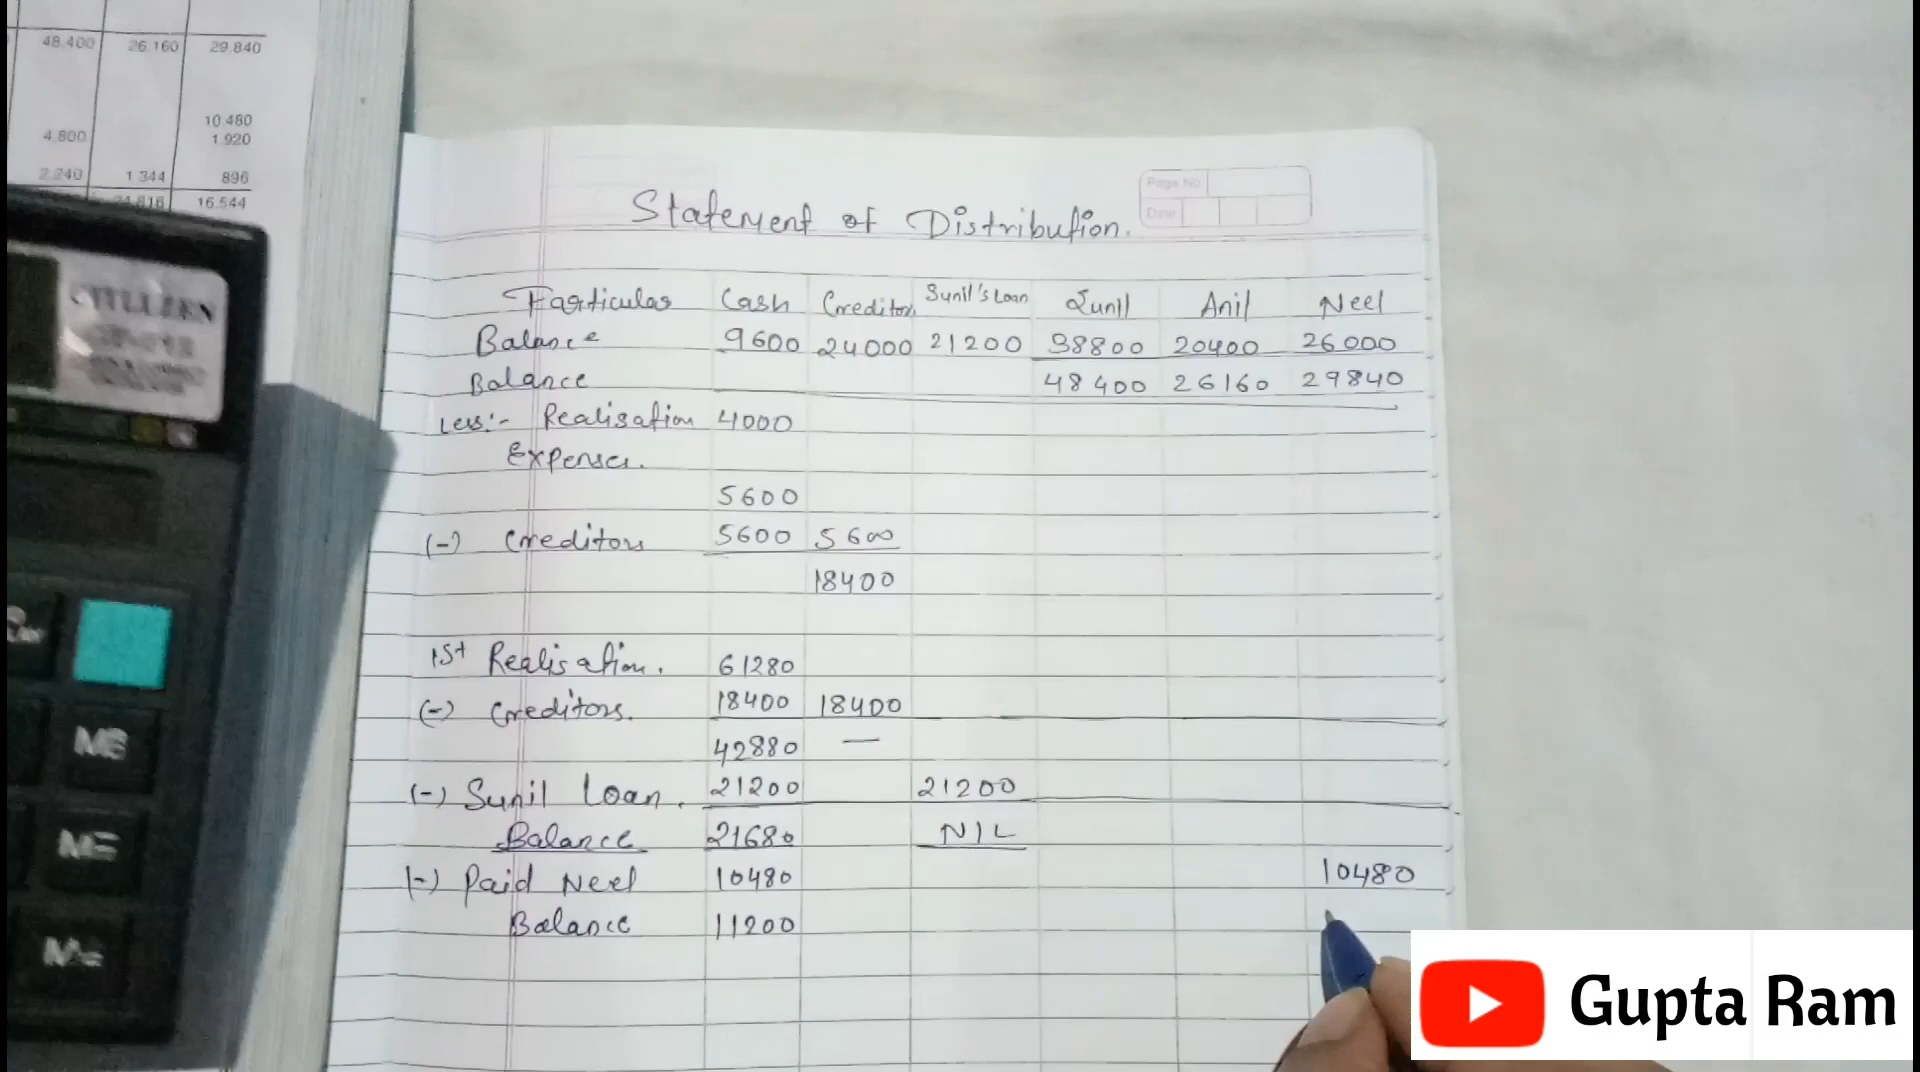 48.400 26.160 29.840
10.480
4.800 1.920
2.240 1 344 896
16.544
CITIZEN
Page No
Date
Statement of Distribution.
Particulas Cash Creditors Sunil's Loan Sunil Anil Neel
Balance 9600 24000 21200 38800 20400 26000
Balance 48400 26160 29840
Less:- Realisation 4000
Expenses.
5600
(-) Creditors 5600 5600
18400
1st Realisation. 61280
(-) Creditors. 18400 18400
42880 —
(-) Sunil Loan. 21200 21200
Balance 21680 NIL
(-) Paid Neel 10480 10480
Balance 11200
Gupta Ram